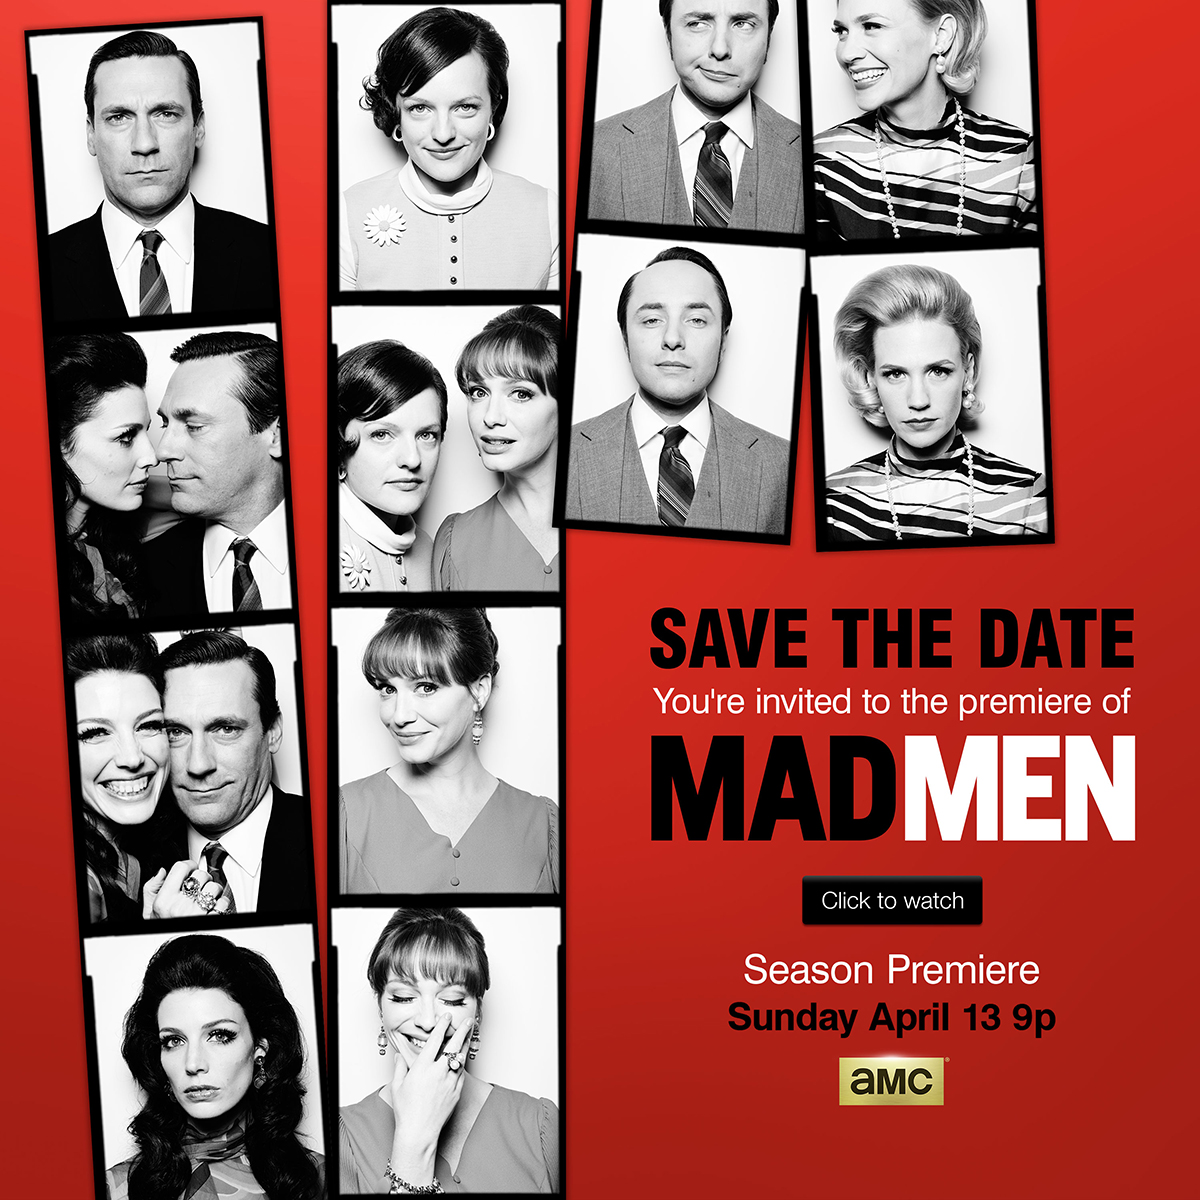 SAVE THE DATE
You're invited to the premiere of
MADMEN
Click to watch
Season Premiere
Sunday April 13 9p
aMC